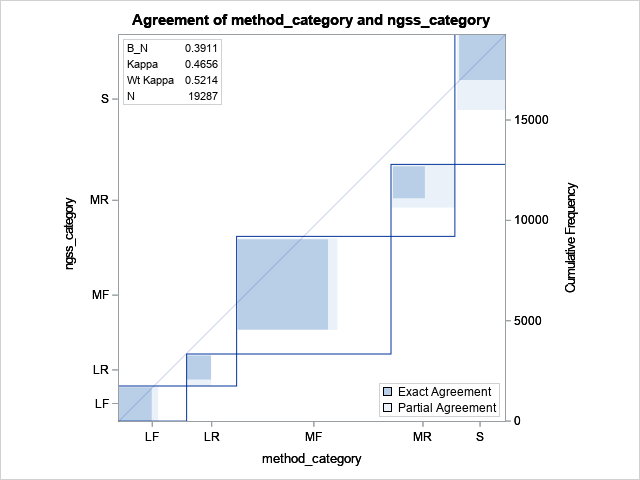 Agreement of method_category and ngss_category
B_N 0.3911
Kappa 0.4656
Wt Kappa 0.5214
N 19287
S
MR
MF
LR
LF
ngss_category
15000
10000
5000
0
Cumulative Frequency
Exact Agreement
Partial Agreement
LF LR MF MR S
method_category